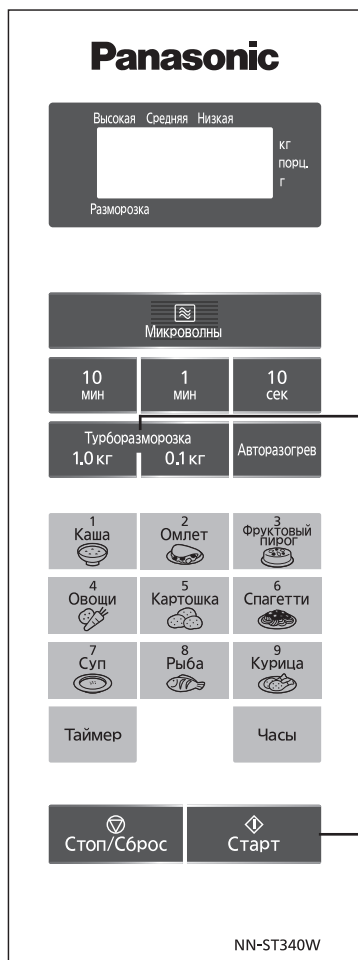 Panasonic
Высокая Средняя Низкая
кг
порц.
г
Разморозка
Микроволны
10 мин
1 мин
10 сек
Турборазморозка
1.0 кг 0.1 кг
Авторазогрев
1 Каша
2 Омлет
3 Фруктовый пирог
4 Овощи
5 Картошка
6 Спагетти
7 Суп
8 Рыба
9 Курица
Таймер
Часы
Стоп/Сброс
Старт
NN-ST340W